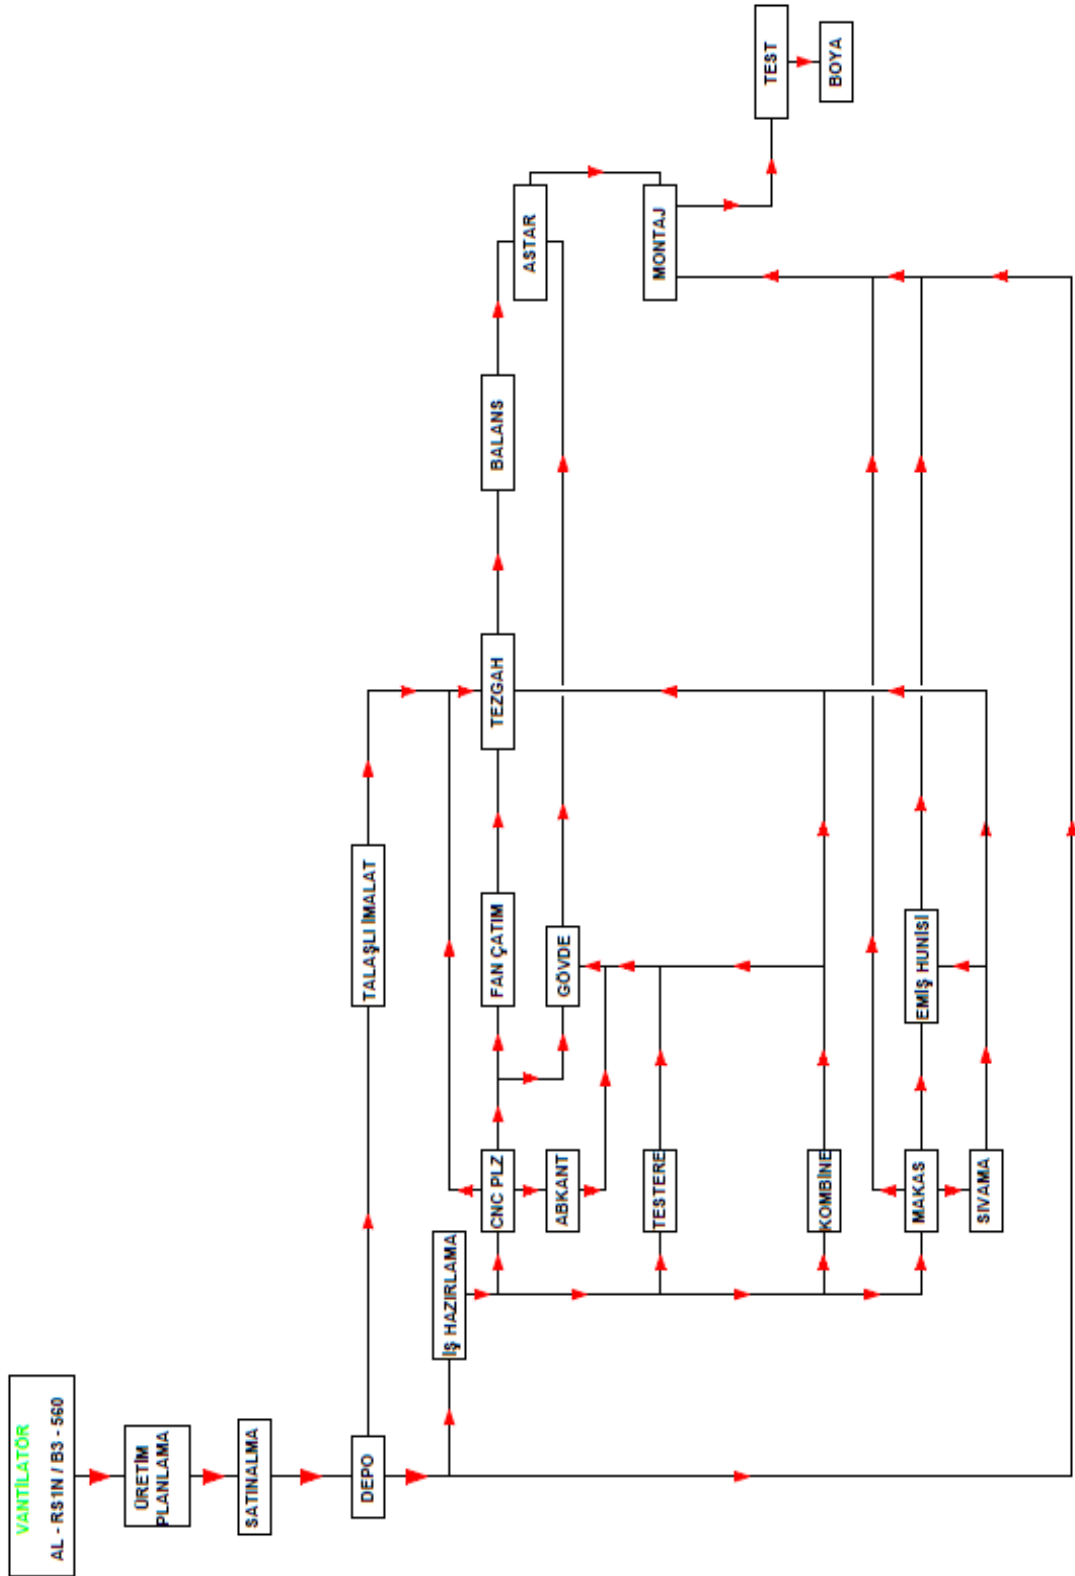 VANTİLATÖR
AL - RS1N / B3 - 560
ÜRETİM
PLANLAMA
SATINALMA
DEPO
TALAŞLI İMALAT
İŞ HAZIRLAMA
CNC PLZ
ABKANT
TESTERE
KOMBİNE
MAKAS
SIVAMA
FAN ÇATIM
GÖVDE
EMİŞ HUNİSİ
TEZGAH
BALANS
ASTAR
MONTAJ
TEST
BOYA